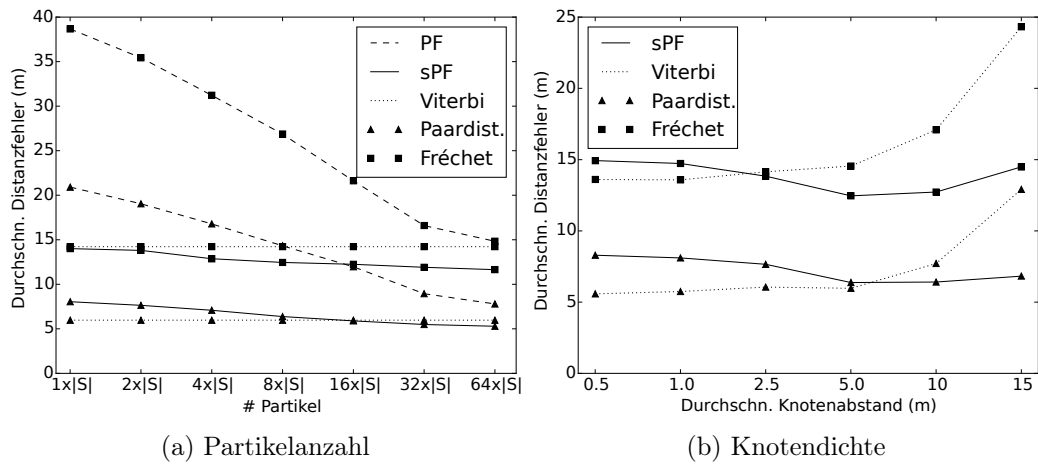 40
35
30
25
20
15
10
5
0
Durchschn. Distanzfehler (m)
PF
sPF
Viterbi
Paardist.
Fréchet
1x|S| 2x|S| 4x|S| 8x|S| 16x|S| 32x|S| 64x|S|
# Partikel
(a) Partikelanzahl
25
20
15
10
5
0
Durchschn. Distanzfehler (m)
sPF
Viterbi
Paardist.
Fréchet
0.5 1.0 2.5 5.0 10 15
Durchschn. Knotenabstand (m)
(b) Knotendichte